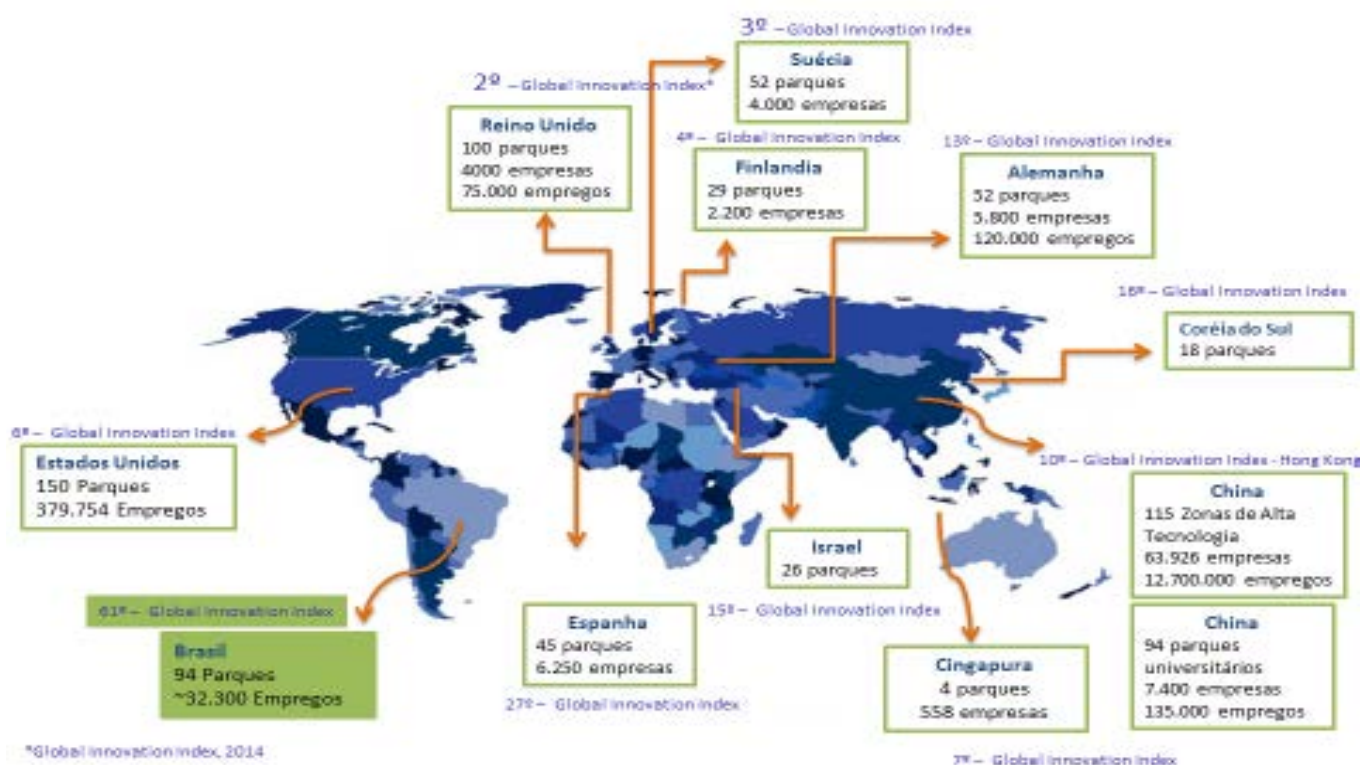 3º – Global Innovation Index
Suécia
52 parques
4.000 empresas
2º – Global Innovation Index*
Reino Unido
100 parques
4000 empresas
75.000 empregos
4º – Global Innovation Index
Finlandia
29 parques
2.200 empresas
13º – Global Innovation Index
Alemanha
52 parques
5.800 empresas
120.000 empregos
16º – Global Innovation Index
Coréia do Sul
18 parques
6º – Global Innovation Index
Estados Unidos
150 Parques
379.754 Empregos
10º – Global Innovation Index - Hong Kong
China
115 Zonas de Alta
Tecnologia
63.926 empresas
12.700.000 empregos
Israel
26 parques
15º – Global Innovation Index
61º – Global Innovation Index
Brasil
94 Parques
~32.300 Empregos
Espanha
45 parques
6.250 empresas
27º – Global Innovation Index
Cingapura
4 parques
558 empresas
7º – Global Innovation Index
China
94 parques
universitários
7.400 empresas
135.000 empregos
*Global Innovation Index, 2014